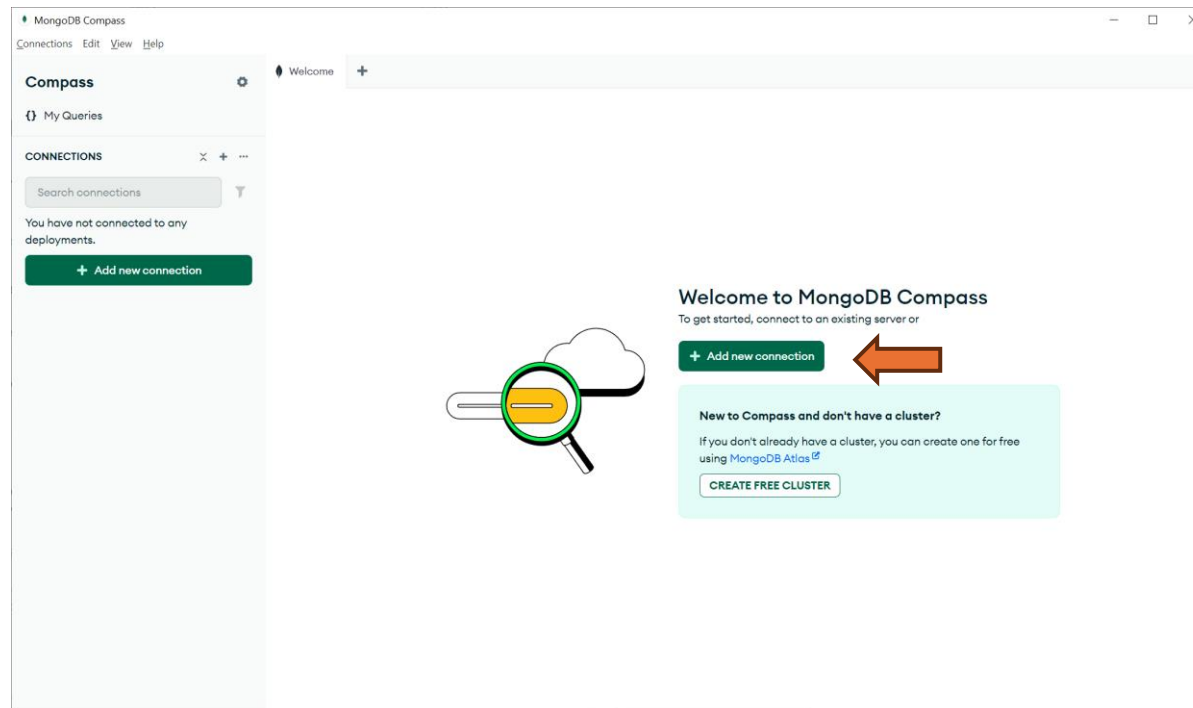 MongoDB Compass
Connections Edit View Help
Compass
Welcome
{} My Queries
CONNECTIONS
Search connections
You have not connected to any
deployments.
+ Add new connection
Welcome to MongoDB Compass
To get started, connect to an existing server or
+ Add new connection
New to Compass and don't have a cluster?
If you don't already have a cluster, you can create one for free
using MongoDB Atlas
CREATE FREE CLUSTER